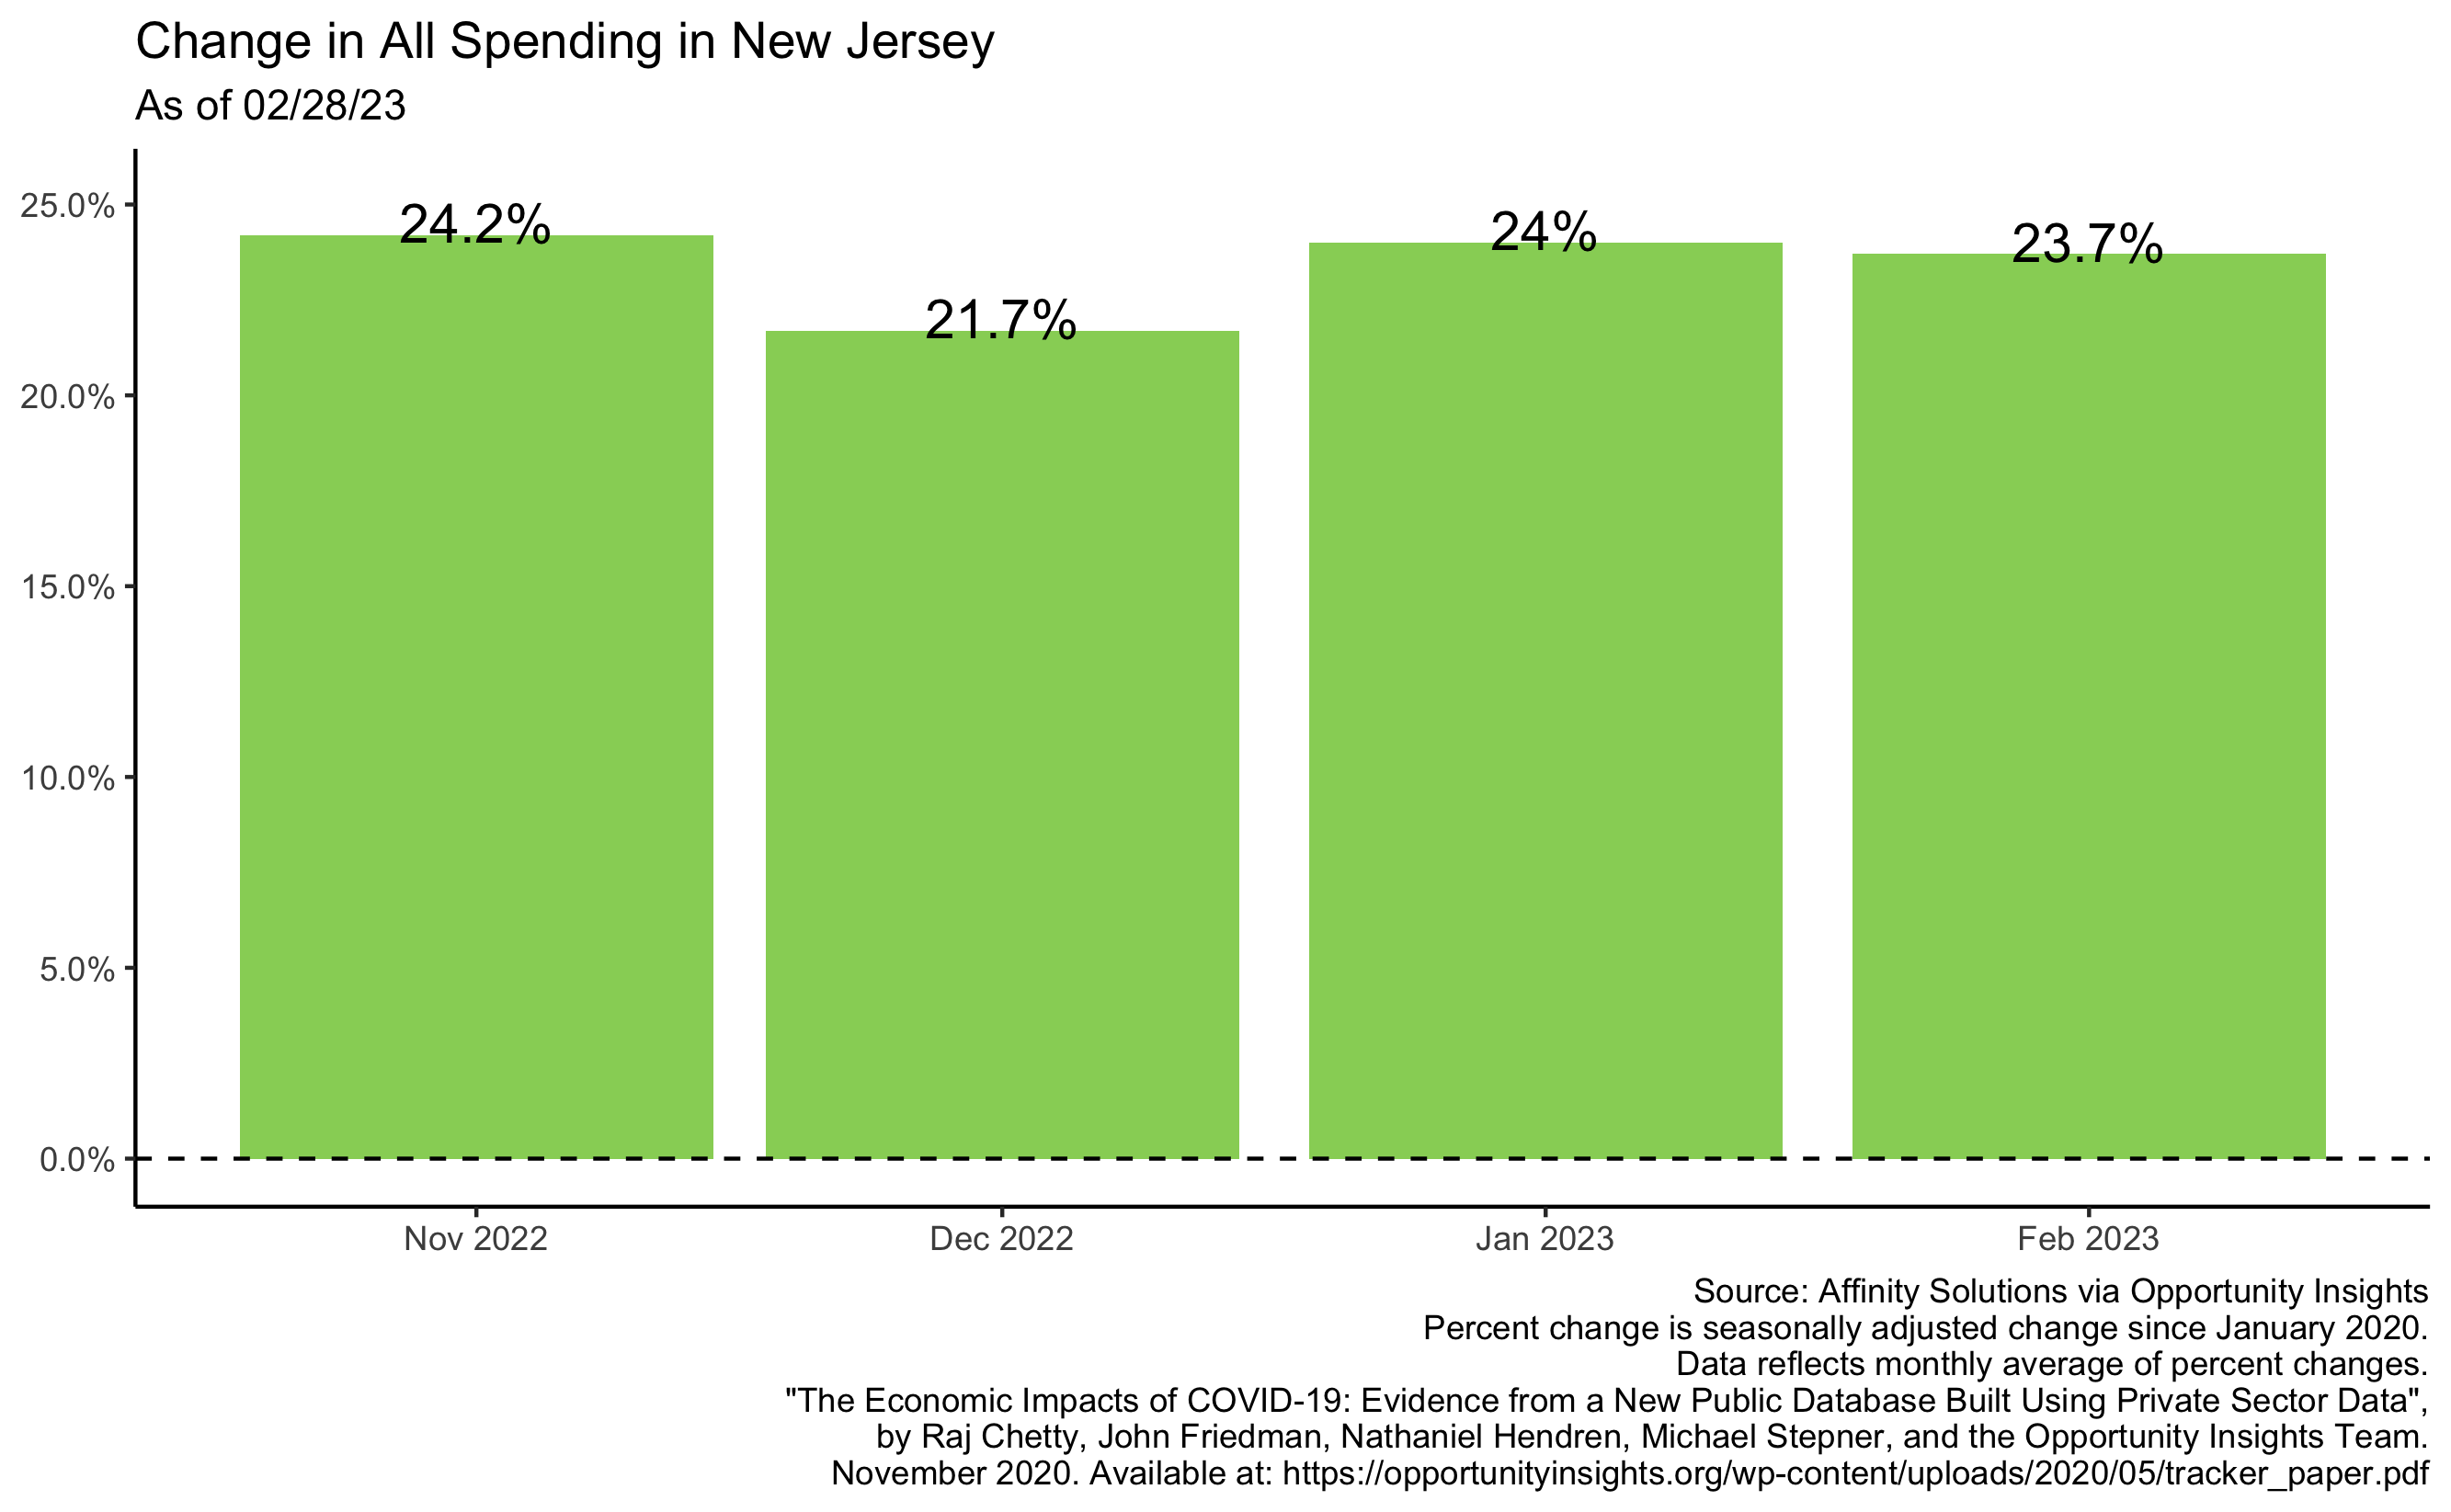 Change in All Spending in New Jersey
As of 02/28/23
25.0%
20.0%
15.0%
10.0%
5.0%
0.0%
24.2%
21.7%
24%
23.7%
Nov 2022
Dec 2022
Jan 2023
Feb 2023
Source: Affinity Solutions via Opportunity Insights
Percent change is seasonally adjusted change since January 2020.
Data reflects monthly average of percent changes.
"The Economic Impacts of COVID-19: Evidence from a New Public Database Built Using Private Sector Data",
by Raj Chetty, John Friedman, Nathaniel Hendren, Michael Stepner, and the Opportunity Insights Team.
November 2020. Available at: https://opportunityinsights.org/wp-content/uploads/2020/05/tracker_paper.pdf